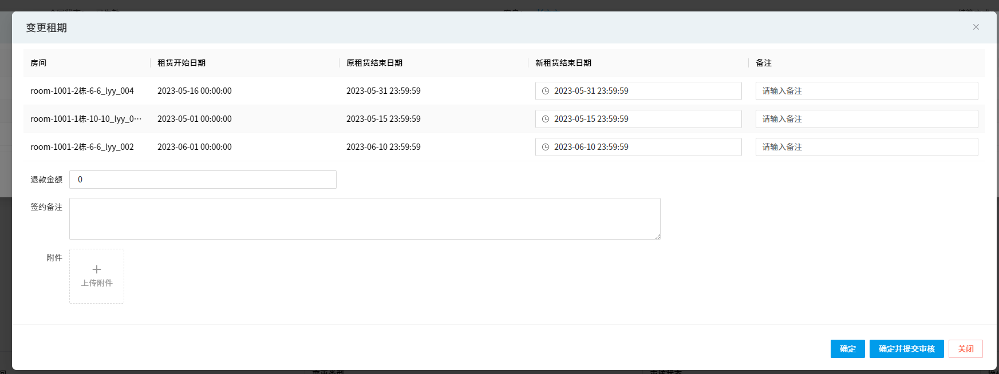 变更租期
房间 租赁开始日期 原租赁结束日期 新租赁结束日期 备注
room-1001-2栋-6-6_lyy_004 2023-05-16 00:00:00 2023-05-31 23:59:59 2023-05-31 23:59:59 请输入备注
room-1001-1栋-10-10_lyy_0··· 2023-05-01 00:00:00 2023-05-15 23:59:59 2023-05-15 23:59:59 请输入备注
room-1001-2栋-6-6_lyy_002 2023-06-01 00:00:00 2023-06-10 23:59:59 2023-06-10 23:59:59 请输入备注
退款金额 0
签约备注
附件
上传附件
确定 确定并提交审核 关闭